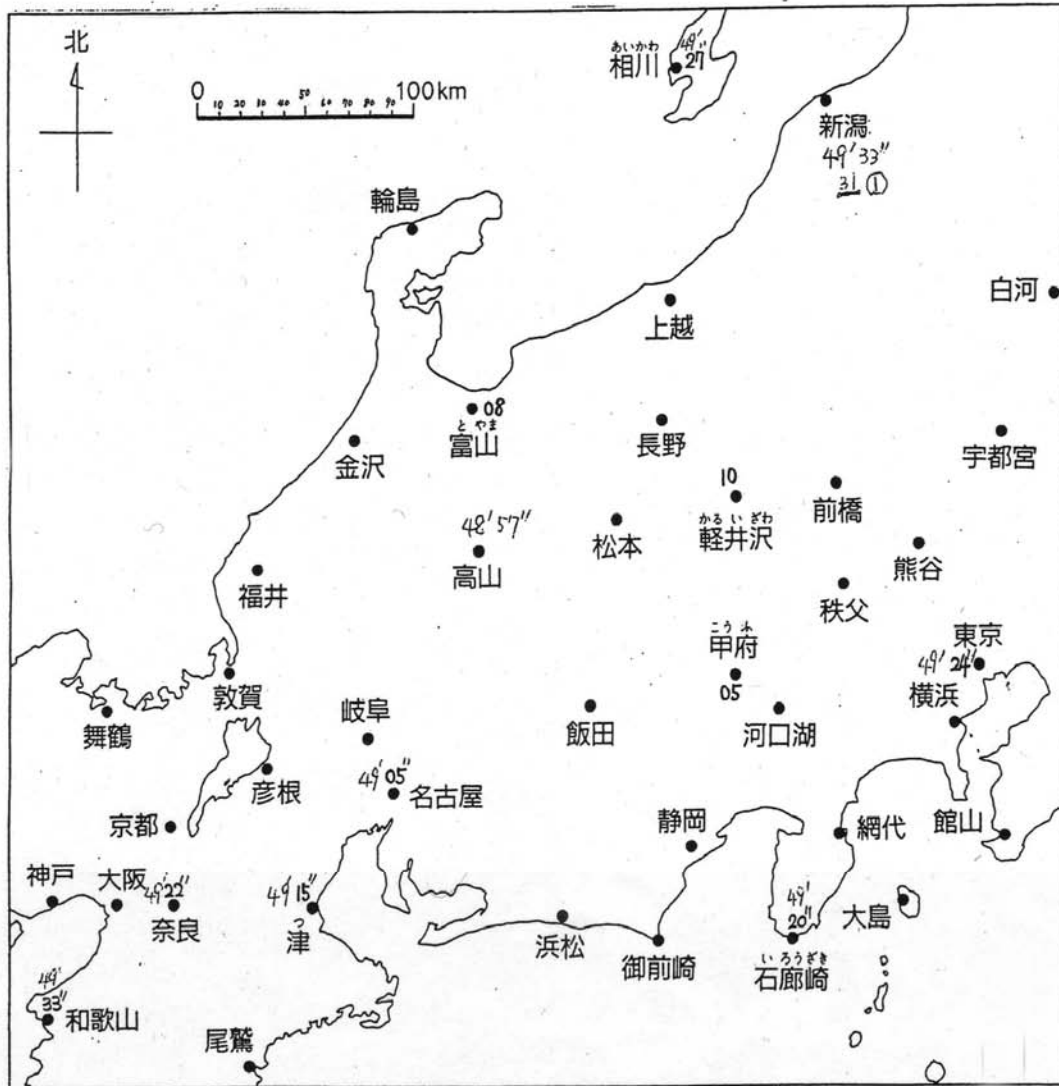 北
0 10 20 30 40 50 60 70 80 90 100km
あいかわ
相川
49'
27"
新潟
49' 33"
31 ①
輪島
上越
白河
08
とやま
富山
長野
宇都宮
金沢
10
かるいざわ
軽井沢
前橋
48' 57"
高山
松本
熊谷
福井
秩父
こうふ
甲府
05
東京
49' 24"
横浜
敦賀
舞鶴
岐阜
飯田
河口湖
彦根
49' 05"
名古屋
京都
静岡
網代
館山
神戸
大阪
49' 22"
奈良
49' 15"
つ
津
浜松
御前崎
49'
20"
いろうざき
石廊崎
大島
49'
33"
和歌山
尾鷲